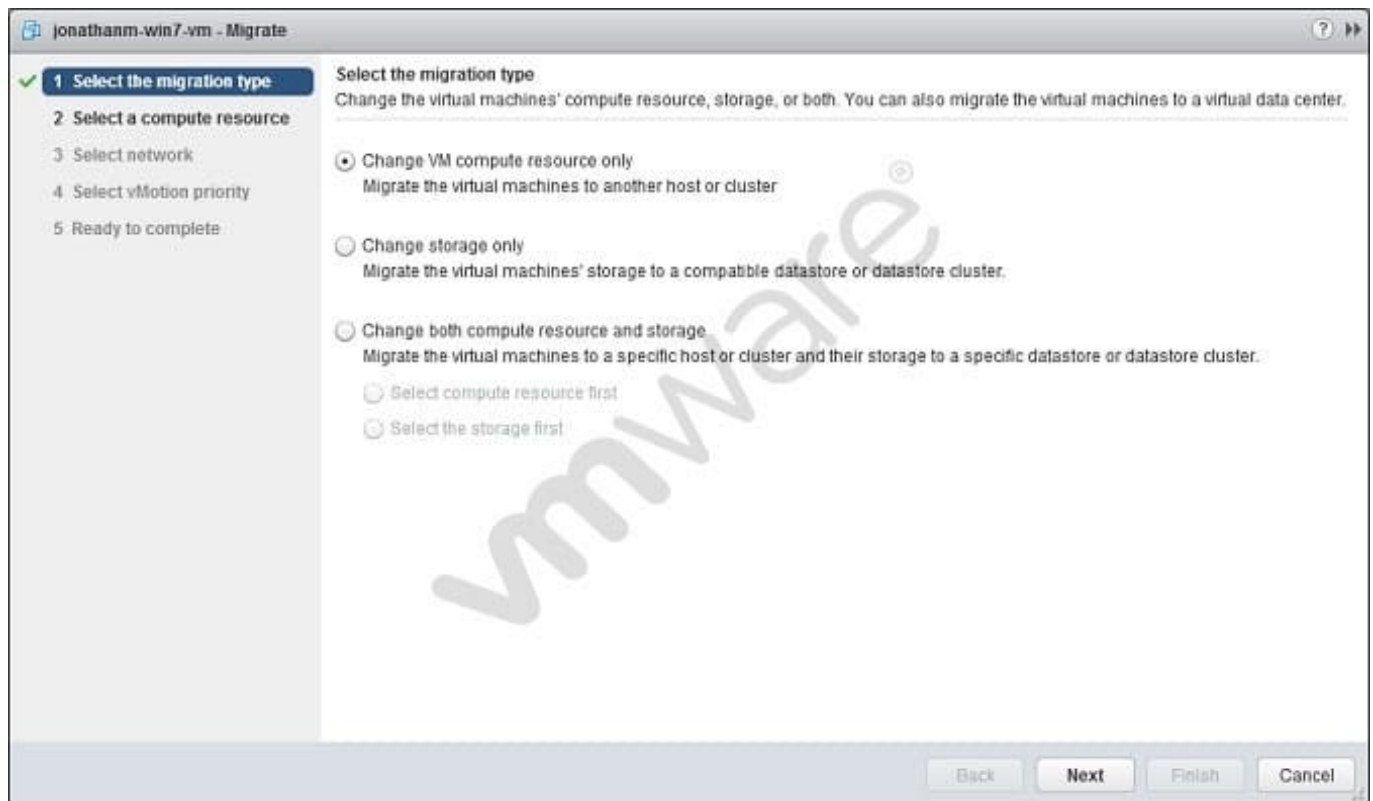 jonathanm-win7-vm - Migrate
?
1 Select the migration type
2 Select a compute resource
3 Select network
4 Select vMotion priority
5 Ready to complete
Select the migration type
Change the virtual machines' compute resource, storage, or both. You can also migrate the virtual machines to a virtual data center.
Change VM compute resource only
Migrate the virtual machines to another host or cluster
Change storage only
Migrate the virtual machines' storage to a compatible datastore or datastore cluster.
Change both compute resource and storage
Migrate the virtual machines to a specific host or cluster and their storage to a specific datastore or datastore cluster.
Select compute resource first
Select the storage first
vmware®
Back Next Finish Cancel